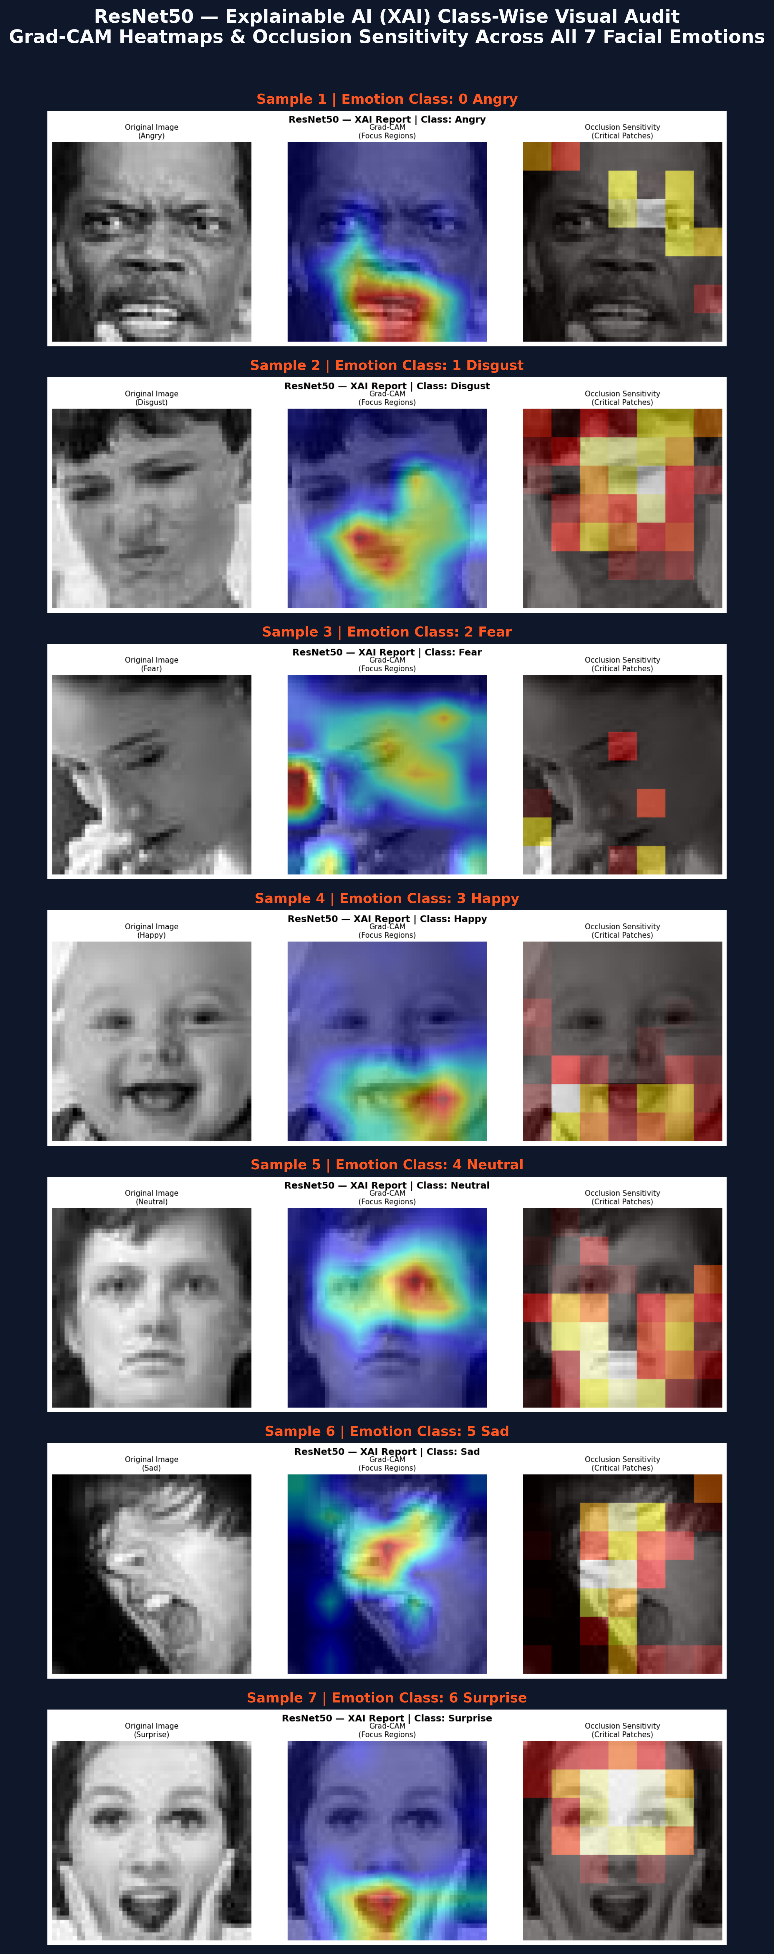 ResNet50 — Explainable AI (XAI) Class-Wise Visual Audit
Grad-CAM Heatmaps & Occlusion Sensitivity Across All 7 Facial Emotions
Sample 1 | Emotion Class: 0 Angry
ResNet50 — XAI Report | Class: Angry
Original Image
(Angry)
Grad-CAM
(Focus Regions)
Occlusion Sensitivity
(Critical Patches)
Sample 2 | Emotion Class: 1 Disgust
ResNet50 — XAI Report | Class: Disgust
Original Image
(Disgust)
Grad-CAM
(Focus Regions)
Occlusion Sensitivity
(Critical Patches)
Sample 3 | Emotion Class: 2 Fear
ResNet50 — XAI Report | Class: Fear
Original Image
(Fear)
Grad-CAM
(Focus Regions)
Occlusion Sensitivity
(Critical Patches)
Sample 4 | Emotion Class: 3 Happy
ResNet50 — XAI Report | Class: Happy
Original Image
(Happy)
Grad-CAM
(Focus Regions)
Occlusion Sensitivity
(Critical Patches)
Sample 5 | Emotion Class: 4 Neutral
ResNet50 — XAI Report | Class: Neutral
Original Image
(Neutral)
Grad-CAM
(Focus Regions)
Occlusion Sensitivity
(Critical Patches)
Sample 6 | Emotion Class: 5 Sad
ResNet50 — XAI Report | Class: Sad
Original Image
(Sad)
Grad-CAM
(Focus Regions)
Occlusion Sensitivity
(Critical Patches)
Sample 7 | Emotion Class: 6 Surprise
ResNet50 — XAI Report | Class: Surprise
Original Image
(Surprise)
Grad-CAM
(Focus Regions)
Occlusion Sensitivity
(Critical Patches)